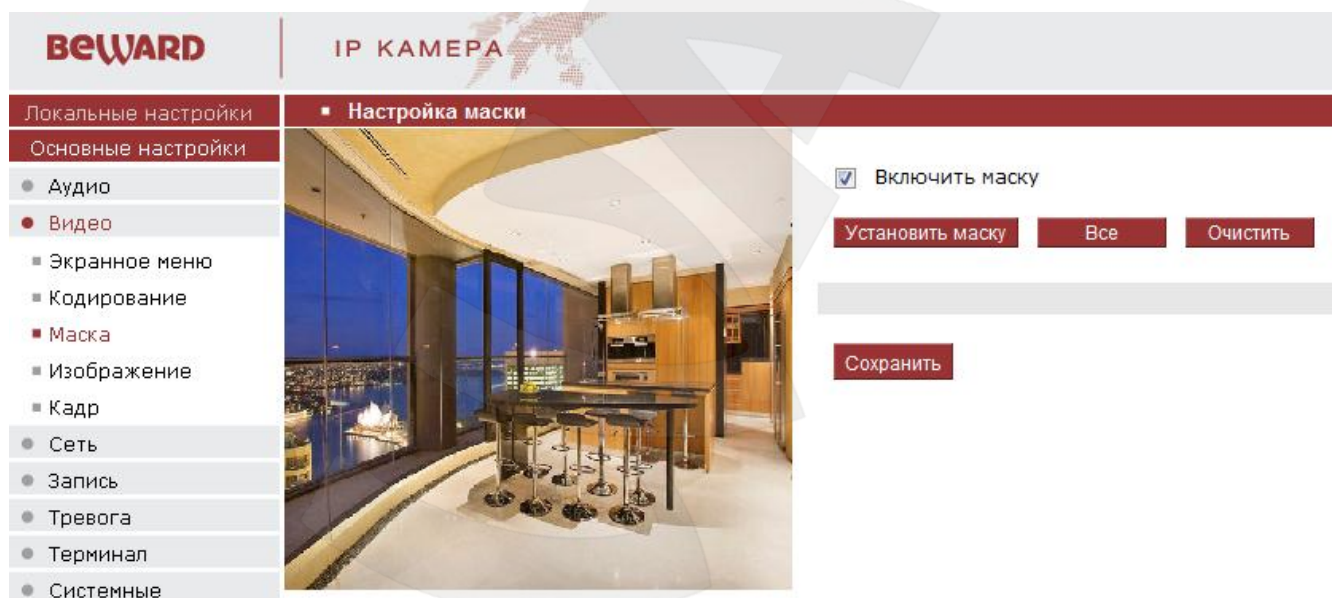 BEWARD
IP КАМЕРА
Локальные настройки
Настройка маски
Основные настройки
Аудио
Видео
Экранное меню
Кодирование
Маска
Изображение
Кадр
Сеть
Запись
Тревога
Терминал
Системные
Включить маску
Установить маску Все Очистить
Сохранить